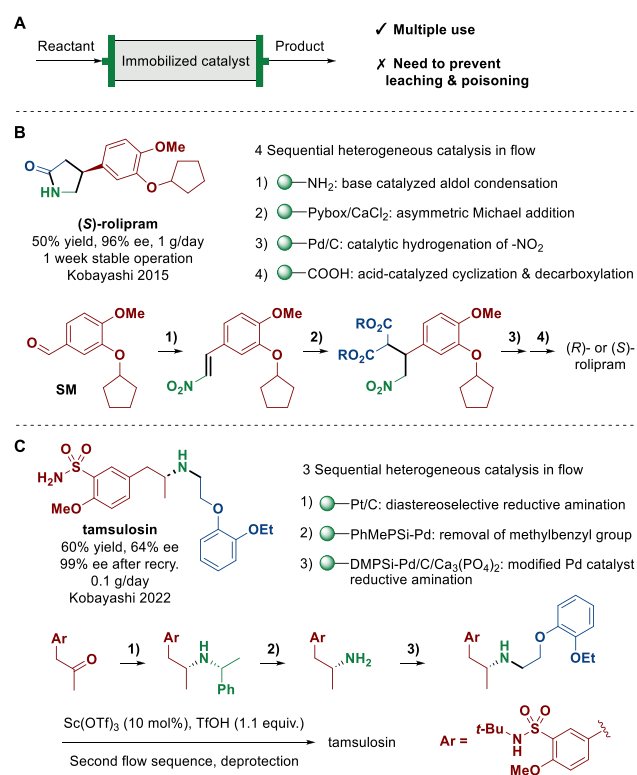 A
Reactant
Immobilized catalyst
Product
✓ Multiple use
✗ Need to prevent
leaching & poisoning
B
O
HN
OMe
O
(S)-rolipram
50% yield, 96% ee, 1 g/day
1 week stable operation
Kobayashi 2015
4 Sequential heterogeneous catalysis in flow
1) NH2: base catalyzed aldol condensation
2) Pybox/CaCl2: asymmetric Michael addition
3) Pd/C: catalytic hydrogenation of -NO2
4) COOH: acid-catalyzed cyclization & decarboxylation
O
OMe
O
SM
1)
OMe
O
O2N
2)
RO2C
RO2C
OMe
O
NO2
3)
4)
(R)- or (S)-
rolipram
C
O O
S
H2N
MeO
H
N
O
OEt
tamsulosin
60% yield, 64% ee
99% ee after recry.
0.1 g/day
Kobayashi 2022
3 Sequential heterogeneous catalysis in flow
1) Pt/C: diastereoselective reductive amination
2) PhMePSi-Pd: removal of methylbenzyl group
3) DMPSi-Pd/C/Ca3(PO4)2: modified Pd catalyst
reductive amination
Ar
O
1)
Ar
H
N
Ph
2)
Ar
NH2
3)
Ar
H
N
O
OEt
Sc(OTf)3 (10 mol%), TfOH (1.1 equiv.)
Second flow sequence, deprotection
tamsulosin
Ar =
t-Bu
NH
O O
S
MeO